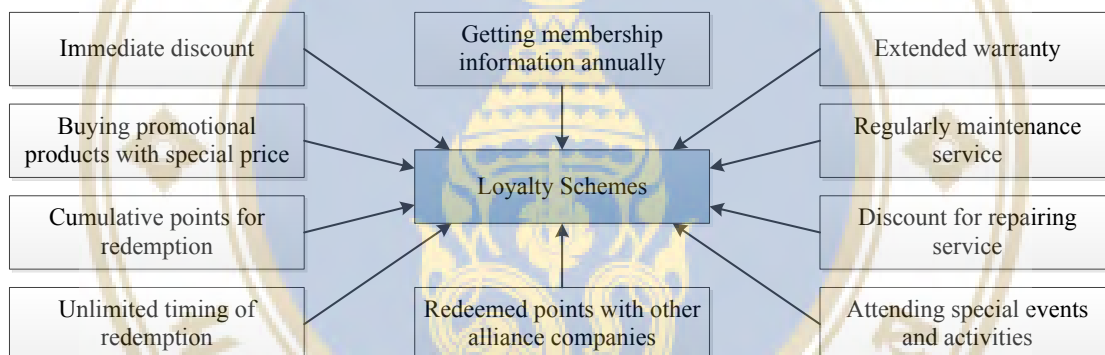 Immediate discount
Getting membership
information annually
Extended warranty
Buying promotional
products with special price
Regularly maintenance
service
Loyalty Schemes
Cumulative points for
redemption
Discount for repairing
service
Unlimited timing of
redemption
Redeemed points with other
alliance companies
Attending special events
and activities